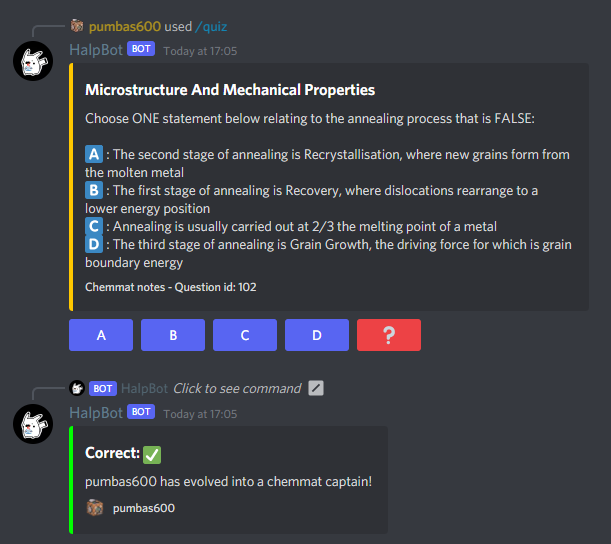 pumbas600 used /quiz
HalpBot BOT Today at 17:05
Microstructure And Mechanical Properties
Choose ONE statement below relating to the annealing process that is FALSE:
A : The second stage of annealing is Recrystallisation, where new grains form from
the molten metal
B : The first stage of annealing is Recovery, where dislocations rearrange to a
lower energy position
C : Annealing is usually carried out at 2/3 the melting point of a metal
D : The third stage of annealing is Grain Growth, the driving force for which is grain
boundary energy
Chemmat notes - Question id: 102
A B C D ?
BOT HalpBot Click to see command
HalpBot BOT Today at 17:05
Correct: ✅
pumbas600 has evolved into a chemmat captain!
pumbas600